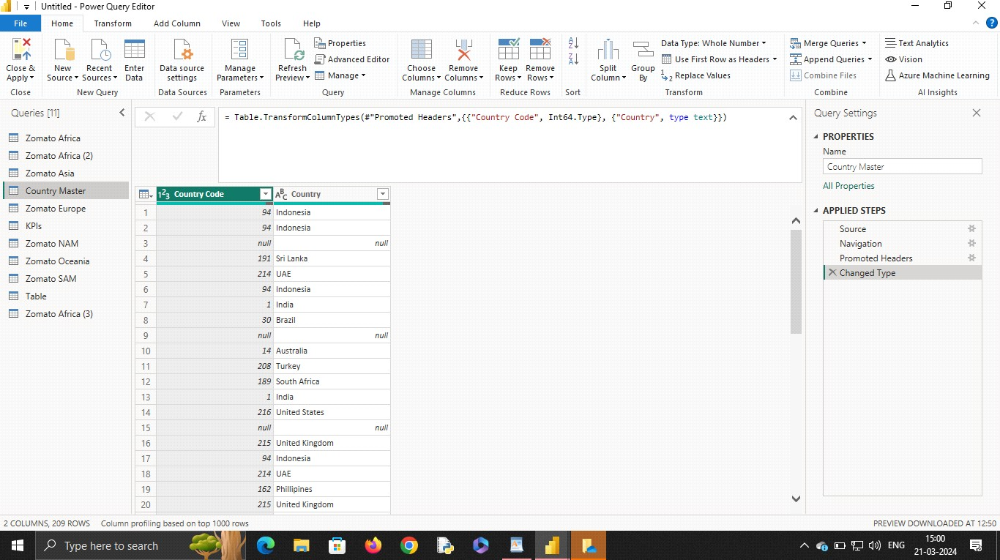 Untitled - Power Query Editor
File Home Transform Add Column View Tools Help
Close & Apply
New Source
Recent Sources
Enter Data
Data source settings
Manage Parameters
Refresh Preview
Properties
Advanced Editor
Manage
Choose Columns
Remove Columns
Keep Rows
Remove Rows
Split Column
Group By
Data Type: Whole Number
Use First Row as Headers
Replace Values
Merge Queries
Append Queries
Combine Files
Text Analytics
Vision
Azure Machine Learning
Close New Query Data Sources Parameters Query Manage Columns Reduce Rows Sort Transform Combine AI Insights
Queries [11]
Zomato Africa
Zomato Africa (2)
Zomato Asia
Country Master
Zomato Europe
KPIs
Zomato NAM
Zomato Oceania
Zomato SAM
Table
Zomato Africa (3)
fx = Table.TransformColumnTypes(#"Promoted Headers",{{"Country Code", Int64.Type}, {"Country", type text}})
123 Country Code ABC Country
1 94 Indonesia
2 94 Indonesia
3 null null
4 191 Sri Lanka
5 214 UAE
6 94 Indonesia
7 1 India
8 30 Brazil
9 null null
10 14 Australia
11 208 Turkey
12 189 South Africa
13 1 India
14 216 United States
15 null null
16 215 United Kingdom
17 94 Indonesia
18 214 UAE
19 162 Phillipines
20 215 United Kingdom
Query Settings
PROPERTIES
Name
Country Master
All Properties
APPLIED STEPS
Source
Navigation
Promoted Headers
Changed Type
2 COLUMNS, 209 ROWS Column profiling based on top 1000 rows PREVIEW DOWNLOADED AT 12:50
Type here to search
ENG
15:00
21-03-2024